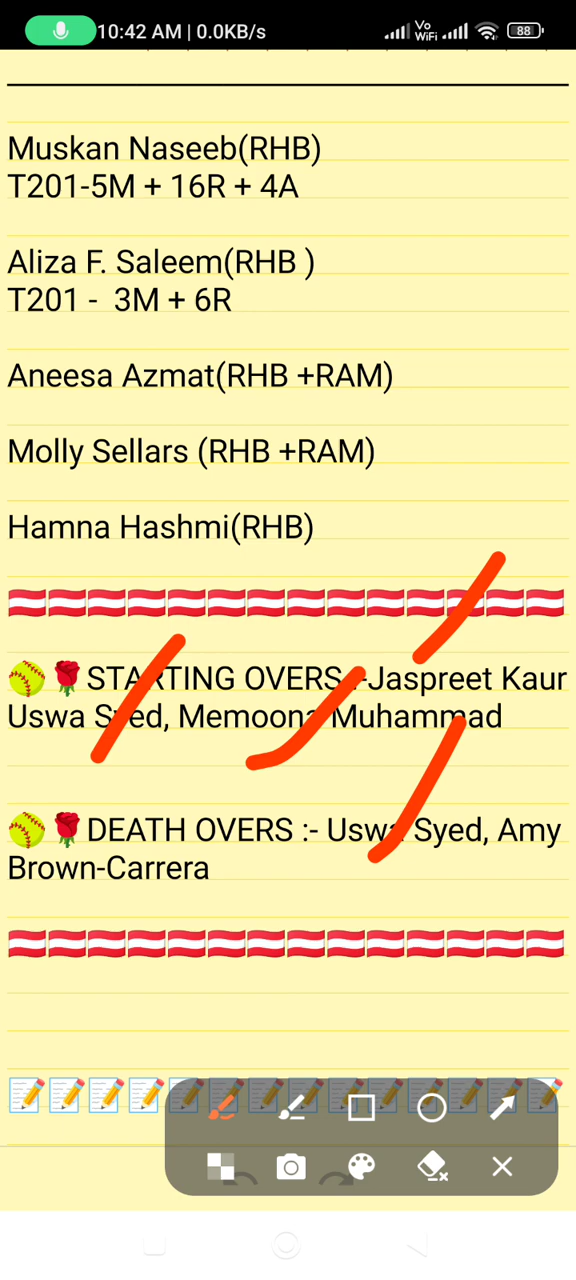 10:42 AM | 0.0KB/s
Vo
WiFi
88
Muskan Naseeb(RHB)
T201-5M + 16R + 4A
Aliza F. Saleem(RHB )
T201 -  3M + 6R
Aneesa Azmat(RHB +RAM)
Molly Sellars (RHB +RAM)
Hamna Hashmi(RHB)
STARTING OVERS :-Jaspreet Kaur
Uswa Syed, Memoona Muhammad
DEATH OVERS :- Uswa Syed, Amy
Brown-Carrera